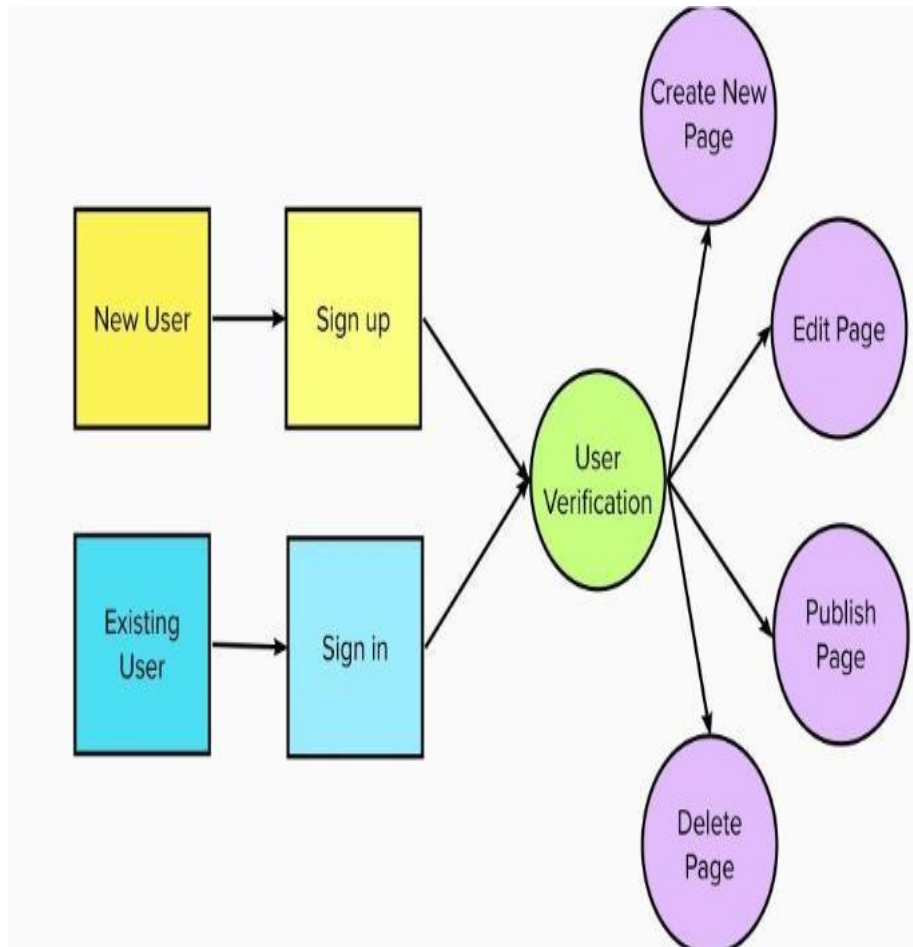 Create New
Page
New User
Sign up
Edit Page
User
Verification
Existing
User
Sign in
Publish
Page
Delete
Page